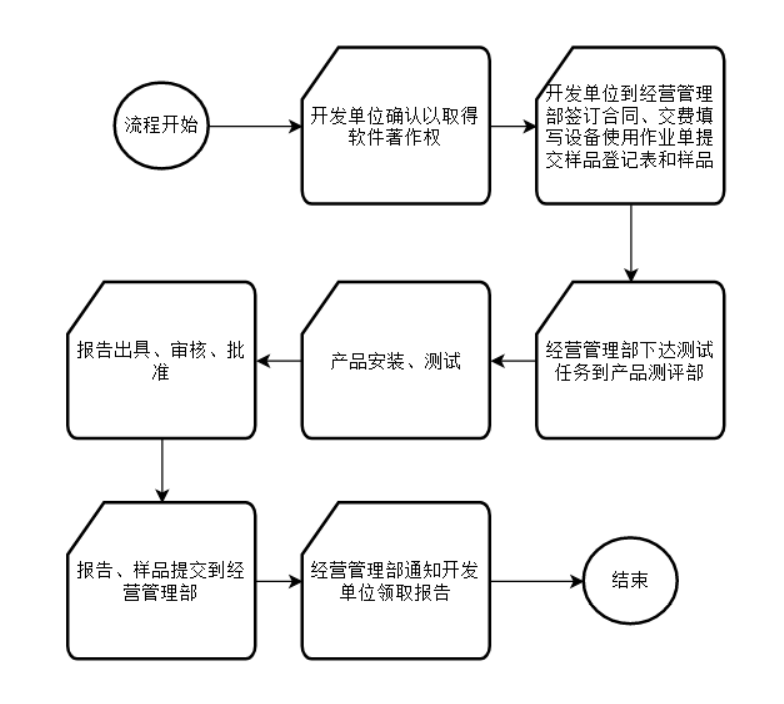 流程开始
开发单位确认以取得
软件著作权
开发单位到经营管理
部签订合同、交费填
写设备使用作业单提
交样品登记表和样品
经营管理部下达测试
任务到产品测评部
产品安装、测试
报告出具、审核、批
准
报告、样品提交到经
营管理部
经营管理部通知开发
单位领取报告
结束